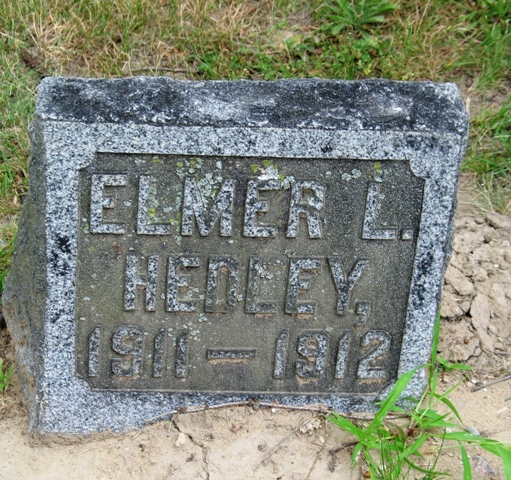 ELMER L.
HEDLEY,
1911 – 1912